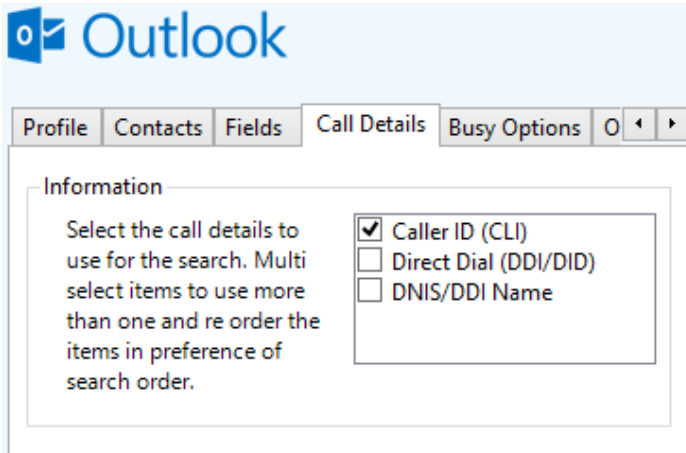 Outlook
Profile Contacts Fields Call Details Busy Options O
Information
Select the call details to
use for the search. Multi
select items to use more
than one and re order the
items in preference of
search order.
Caller ID (CLI)
Direct Dial (DDI/DID)
DNIS/DDI Name